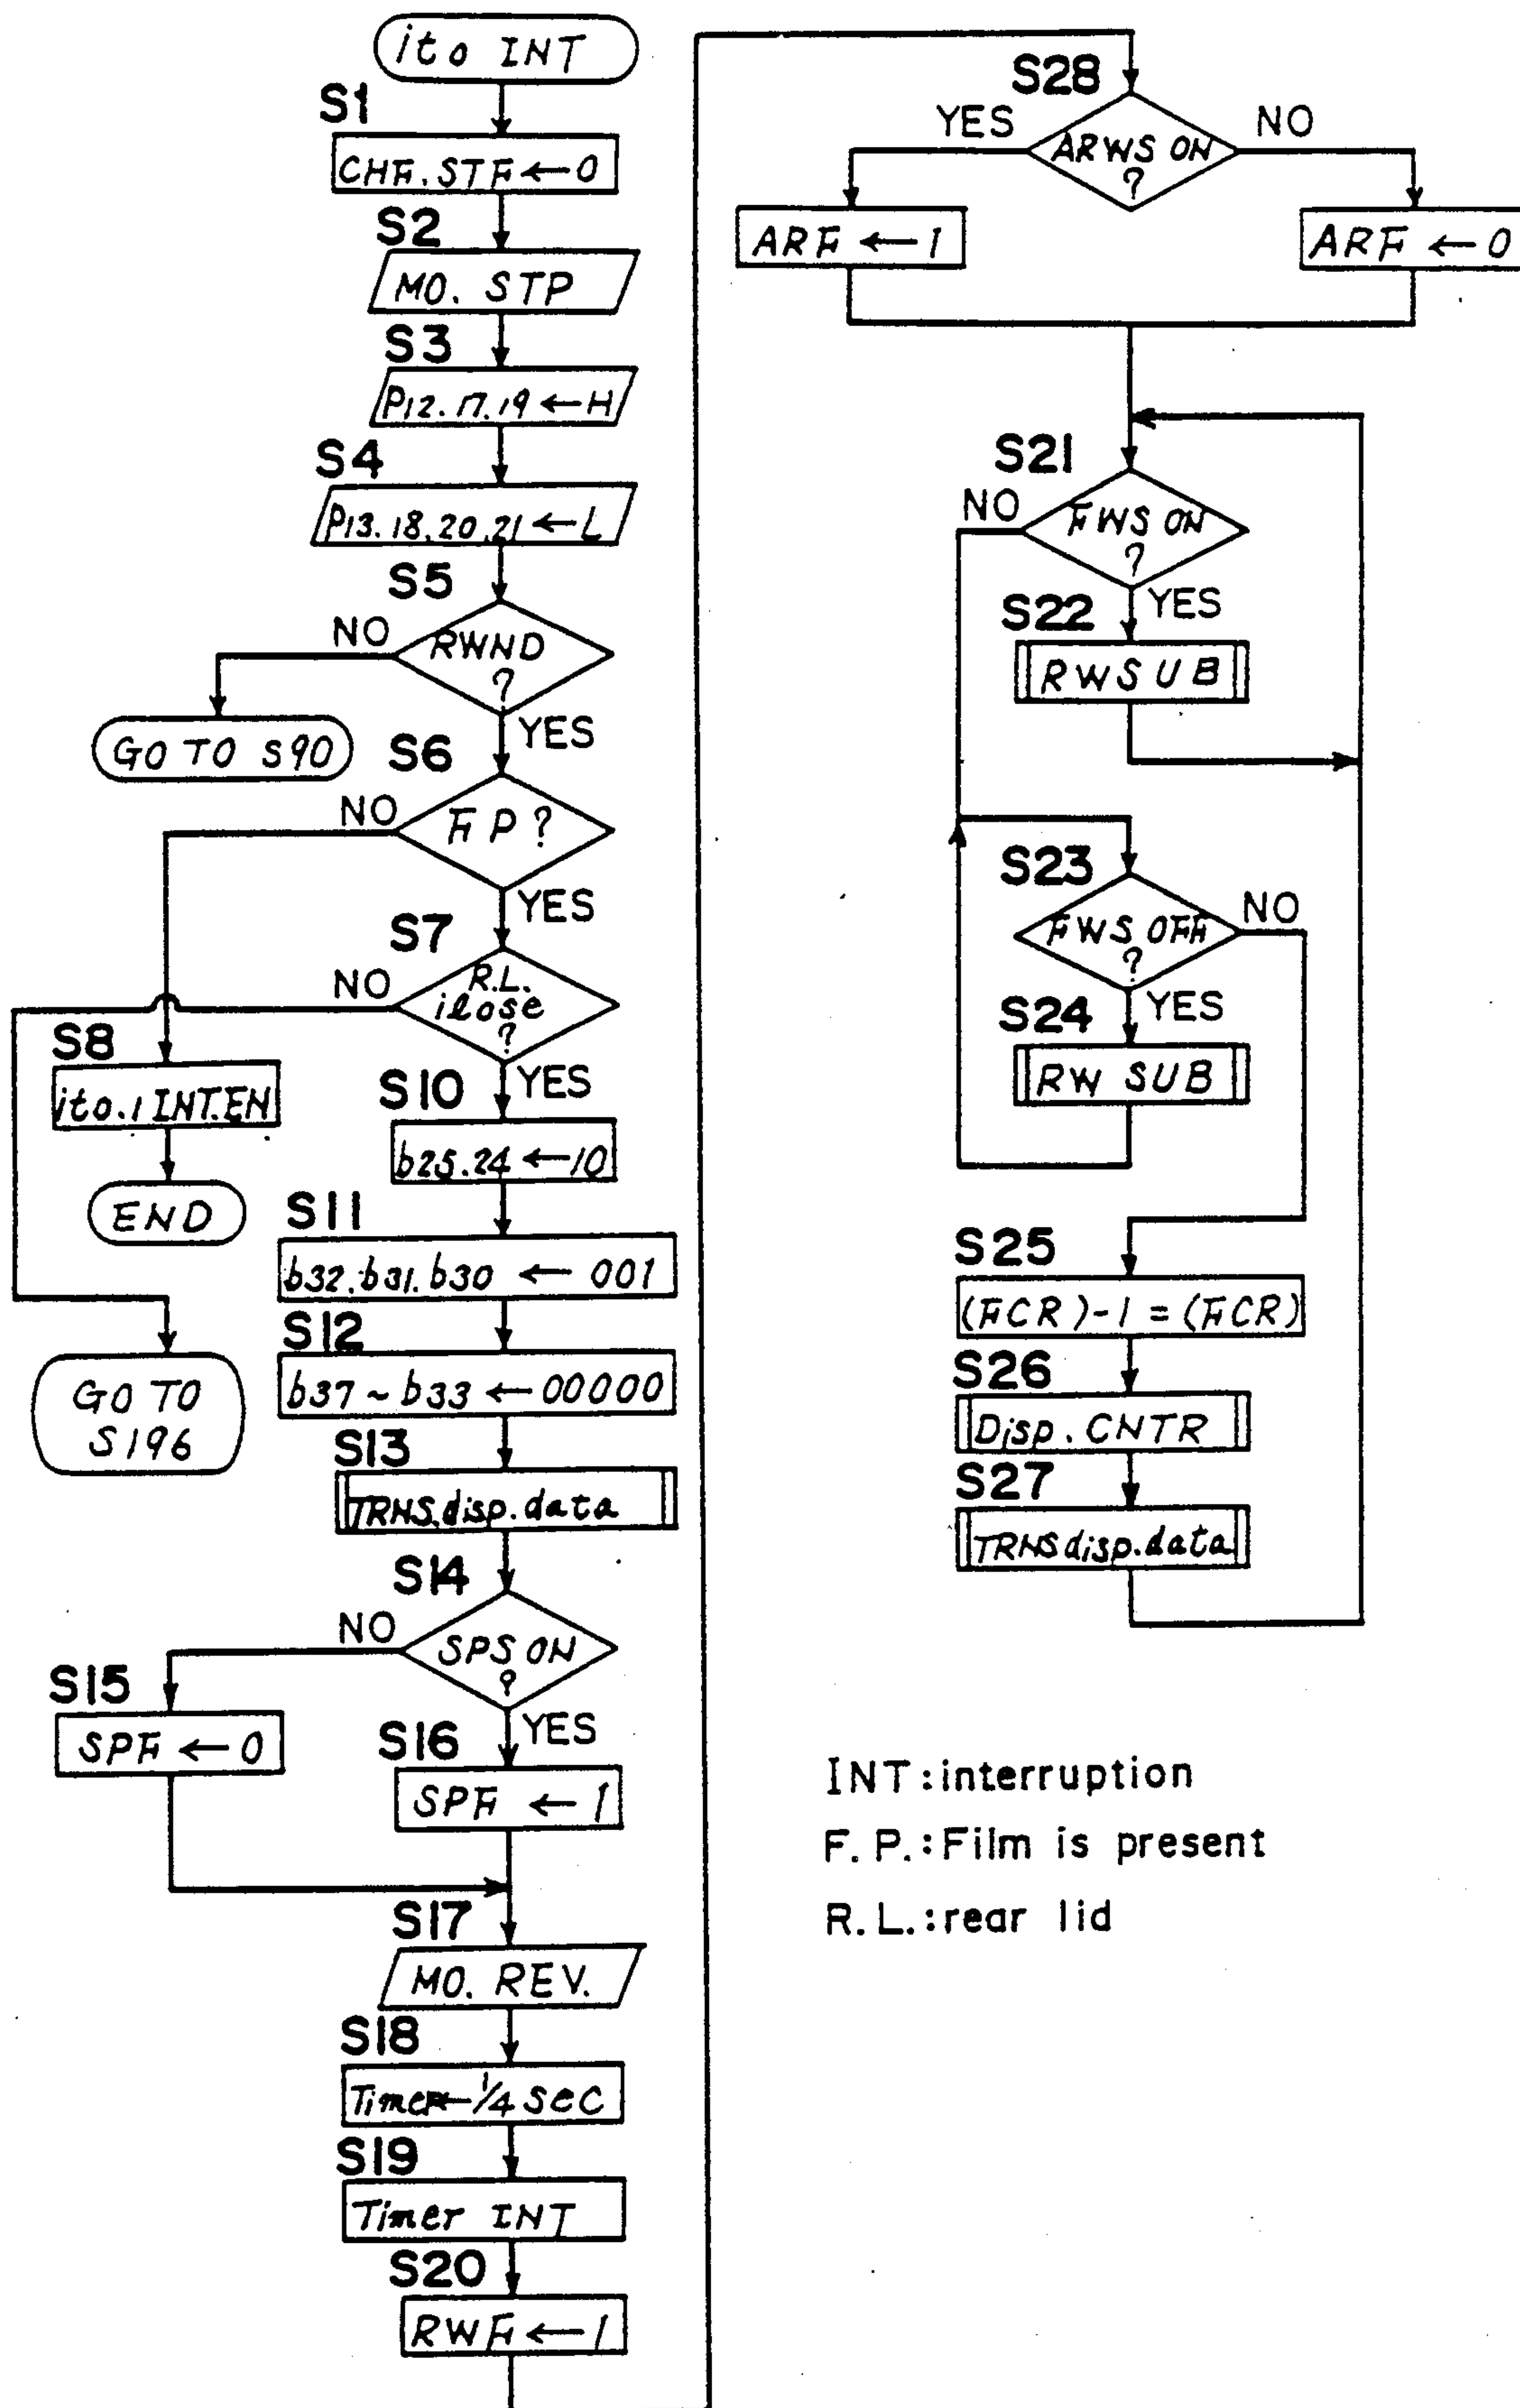 ito INT
S1
CHF.STF←0
S2
MO. STP
S3
P12.17.19←H
S4
P13.18.20.21←L
S5
RWND
?
NO
YES
GO TO S90
S6
FP?
NO
YES
S7
R.L.
ilose
?
NO
YES
S8
ito.1 INT.EN
END
GO TO
S196
S10
b25.24←10
S11
b32.b31.b30 ← 001
S12
b37~b33←00000
S13
TRNS.disp.data
S14
SPS ON
?
NO
YES
S15
SPF ←0
S16
SPF ←1
S17
MO. REV.
S18
Timer←1/4 sec
S19
Timer INT
S20
RWF←1
S28
ARWS ON
?
YES
NO
ARF ←1
ARF ←0
S21
FWS ON
?
NO
YES
S22
RWSUB
S23
FWS OFF
?
NO
YES
S24
RW SUB
S25
(FCR)-1=(FCR)
S26
Disp.CNTR
S27
TRNS disp.data
INT:interruption
F.P.:Film is present
R.L.:rear lid